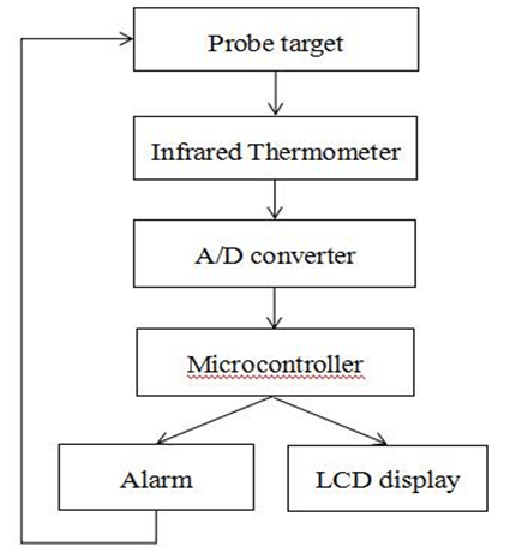 Probe target
Infrared Thermometer
A/D converter
Microcontroller
Alarm
LCD display